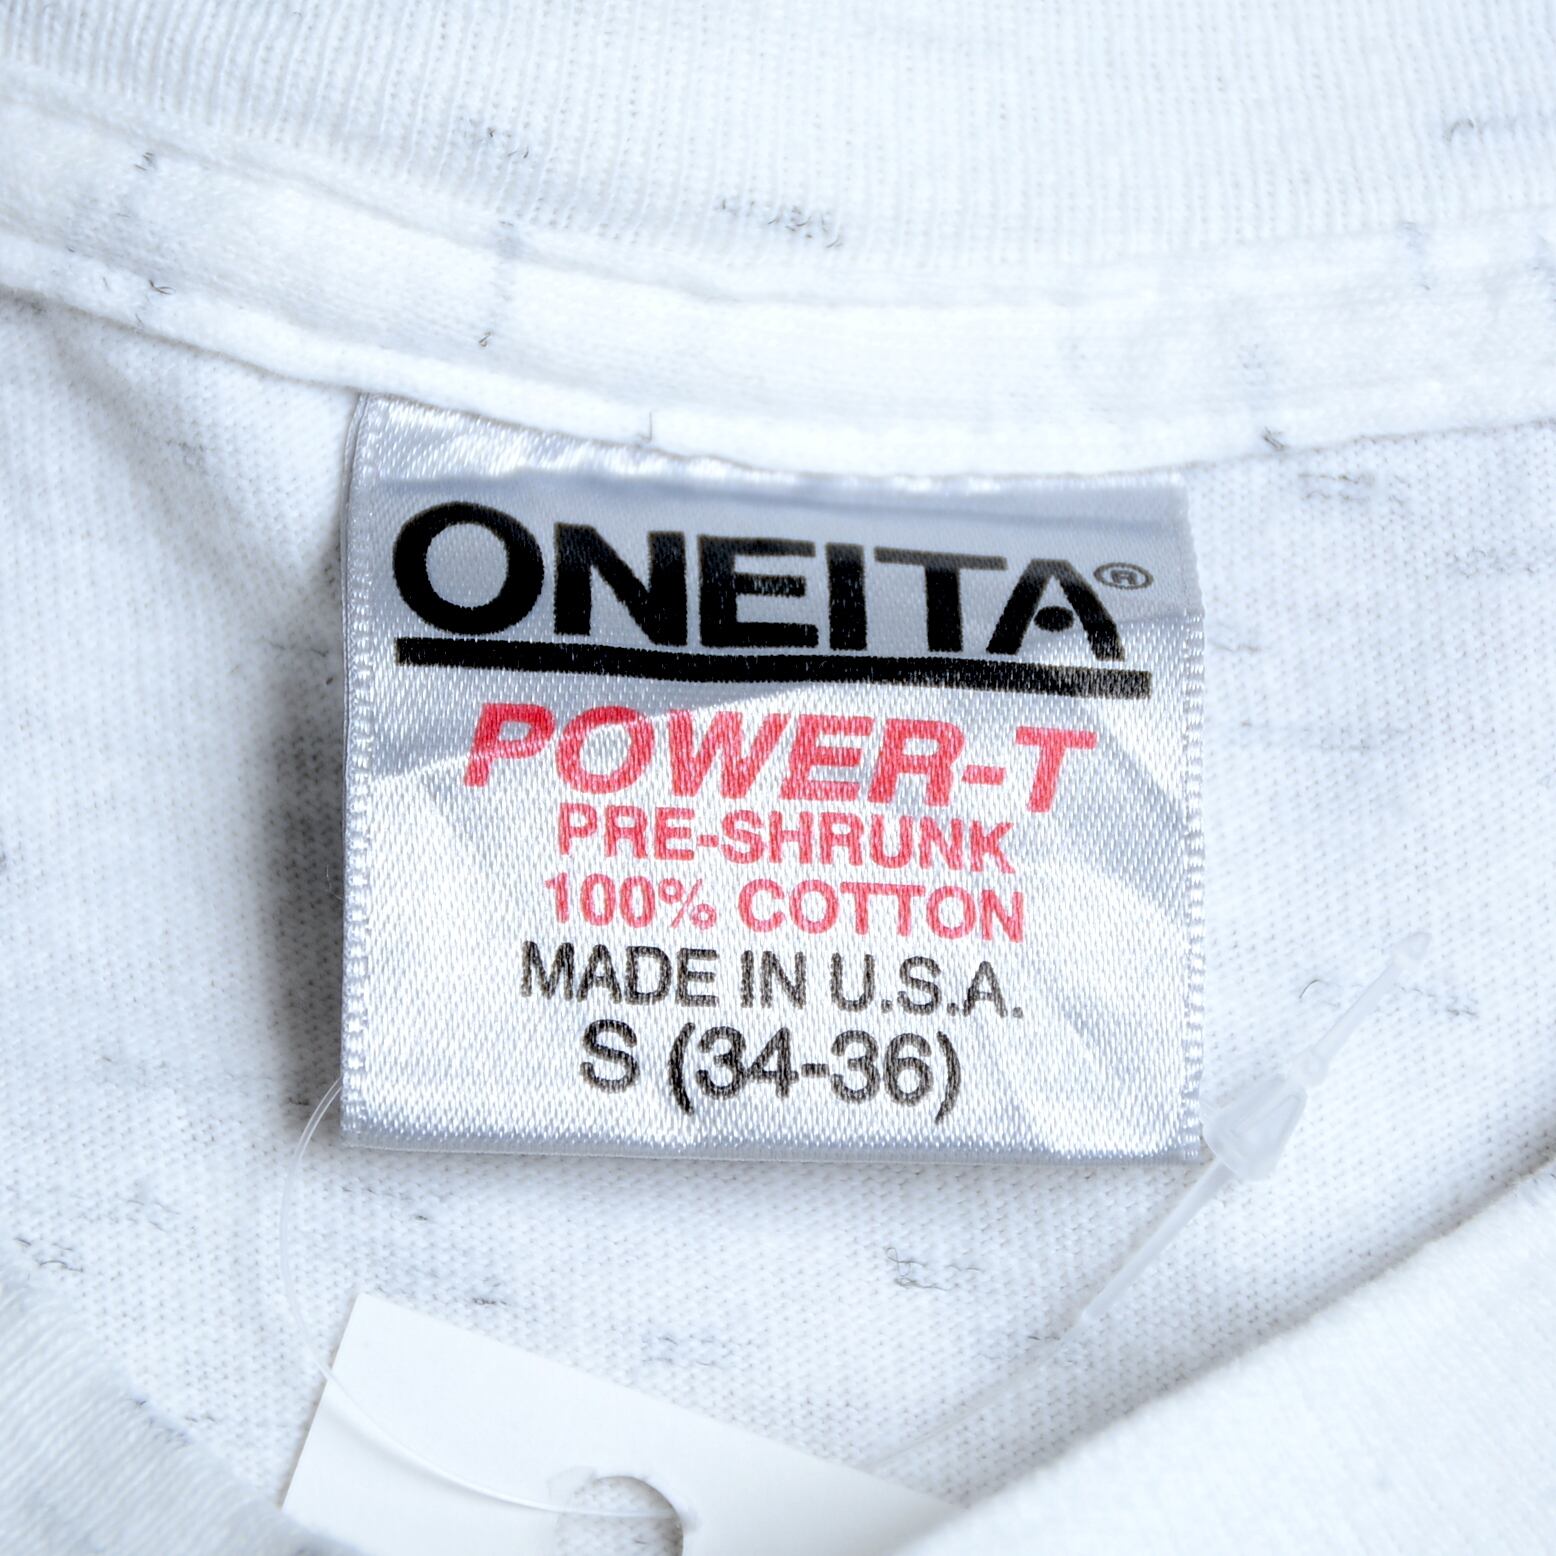 ONEITA®
POWER-T
PRE-SHRUNK
100% COTTON
MADE IN U.S.A.
S (34-36)